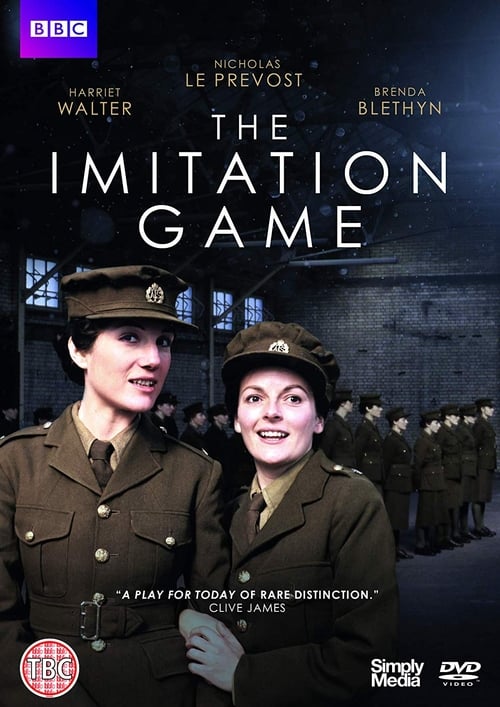 BBC
NICHOLAS
LE PREVOST
HARRIET
WALTER
BRENDA
BLETHYN
THE
IMITATION
GAME
“A PLAY FOR TODAY OF RARE DISTINCTION.”
CLIVE JAMES
TBC
Simply
Media
DVD
VIDEO